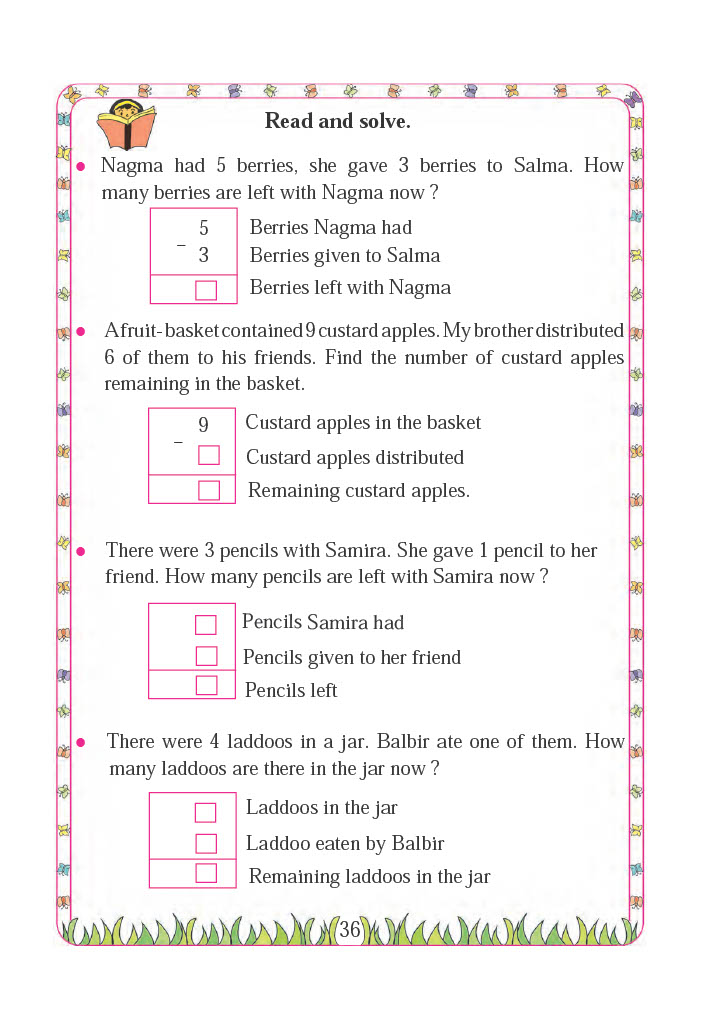 Read and solve.
• Nagma had 5 berries, she gave 3 berries to Salma. How
many berries are left with Nagma now ?
5 Berries Nagma had
– 3 Berries given to Salma
Berries left with Nagma
• A fruit-basket contained 9 custard apples. My brother distributed
6 of them to his friends. Find the number of custard apples
remaining in the basket.
9 Custard apples in the basket
– Custard apples distributed
Remaining custard apples.
• There were 3 pencils with Samira. She gave 1 pencil to her
friend. How many pencils are left with Samira now ?
Pencils Samira had
Pencils given to her friend
Pencils left
• There were 4 laddoos in a jar. Balbir ate one of them. How
many laddoos are there in the jar now ?
Laddoos in the jar
Laddoo eaten by Balbir
Remaining laddoos in the jar
36